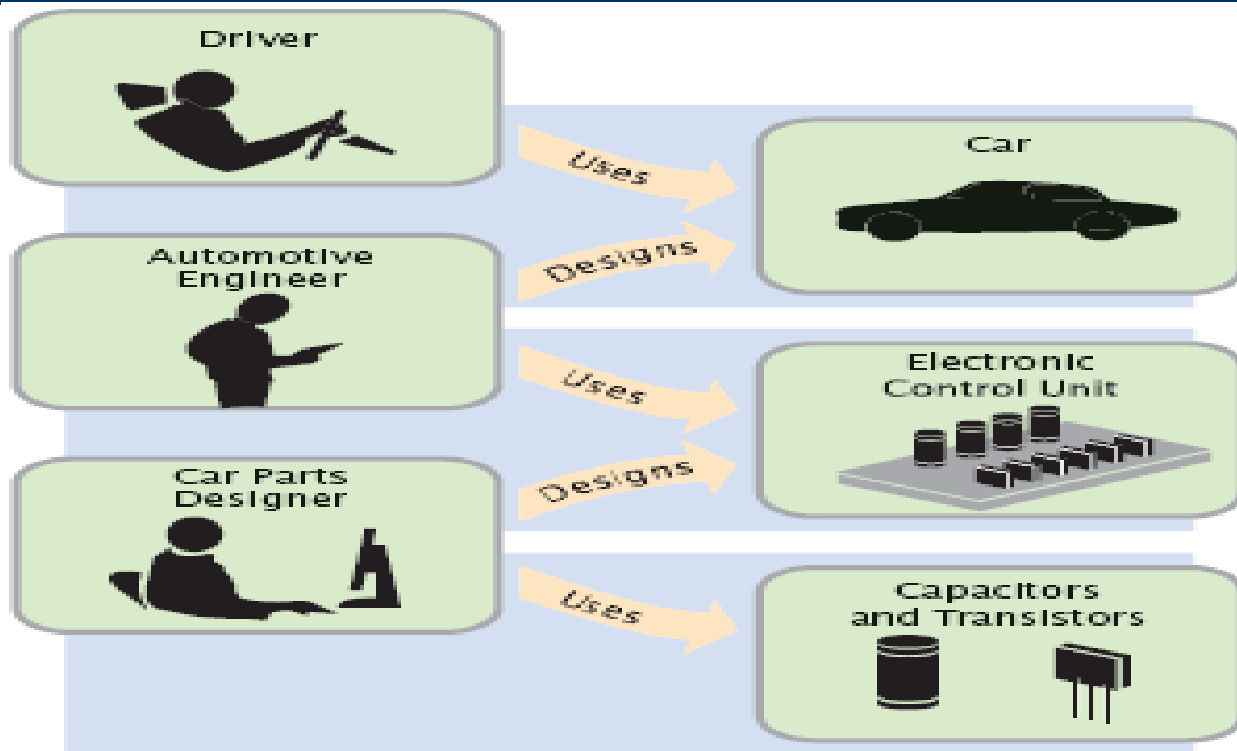 Driver
Uses
Car
Automotive
Engineer
Designs
Uses
Electronic
Control Unit
Car Parts
Designer
Designs
Uses
Capacitors
and Transistors